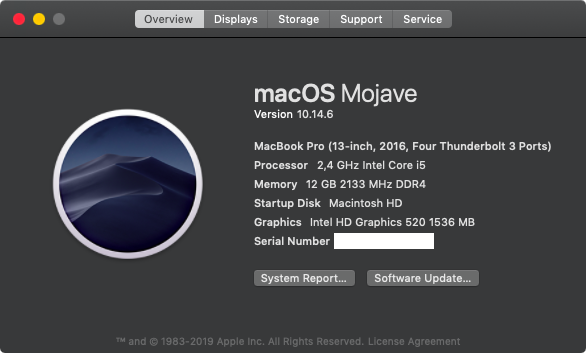 Overview Displays Storage Support Service
macOS Mojave
Version 10.14.6
MacBook Pro (13-inch, 2016, Four Thunderbolt 3 Ports)
Processor 2,4 GHz Intel Core i5
Memory 12 GB 2133 MHz DDR4
Startup Disk Macintosh HD
Graphics Intel HD Graphics 520 1536 MB
Serial Number
System Report... Software Update...
™ and © 1983-2019 Apple Inc. All Rights Reserved. License Agreement